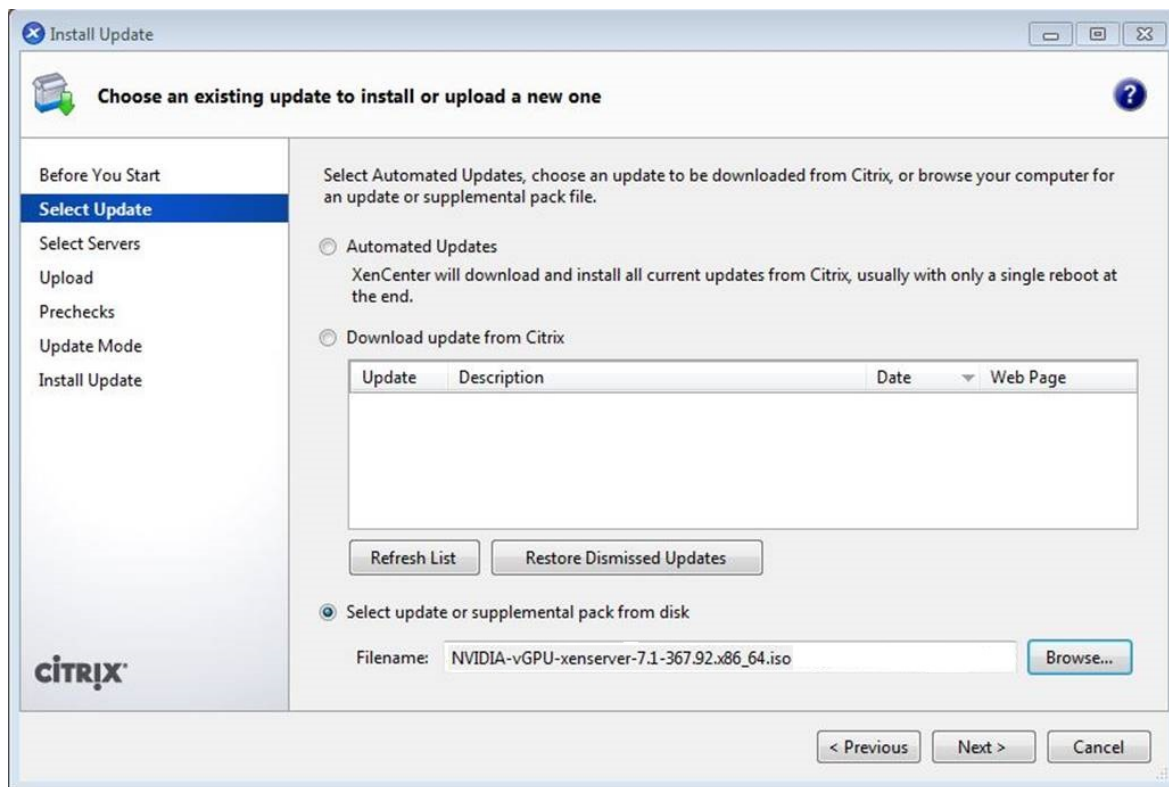 Install Update
Choose an existing update to install or upload a new one
?
Before You Start
Select Update
Select Servers
Upload
Prechecks
Update Mode
Install Update
CİTRIX
Select Automated Updates, choose an update to be downloaded from Citrix, or browse your computer for
an update or supplemental pack file.
Automated Updates
XenCenter will download and install all current updates from Citrix, usually with only a single reboot at
the end.
Download update from Citrix
Update Description Date Web Page
Refresh List Restore Dismissed Updates
Select update or supplemental pack from disk
Filename: NVIDIA-vGPU-xenserver-7.1-367.92.x86_64.iso Browse...
< Previous Next > Cancel